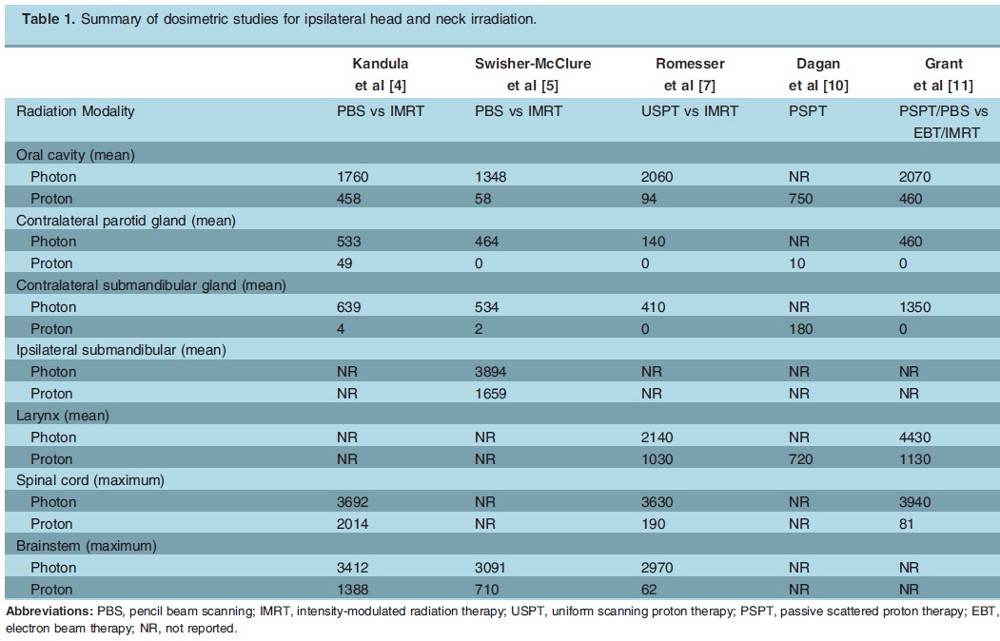 Table 1. Summary of dosimetric studies for ipsilateral head and neck irradiation.
Kandula et al [4] Swisher-McClure et al [5] Romesser et al [7] Dagan et al [10] Grant et al [11]
Radiation Modality PBS vs IMRT PBS vs IMRT USPT vs IMRT PSPT PSPT/PBS vs EBT/IMRT
Oral cavity (mean)
Photon 1760 1348 2060 NR 2070
Proton 458 58 94 750 460
Contralateral parotid gland (mean)
Photon 533 464 140 NR 460
Proton 49 0 0 10 0
Contralateral submandibular gland (mean)
Photon 639 534 410 NR 1350
Proton 4 2 0 180 0
Ipsilateral submandibular (mean)
Photon NR 3894 NR NR NR
Proton NR 1659 NR NR NR
Larynx (mean)
Photon NR NR 2140 NR 4430
Proton NR NR 1030 720 1130
Spinal cord (maximum)
Photon 3692 NR 3630 NR 3940
Proton 2014 NR 190 NR 81
Brainstem (maximum)
Photon 3412 3091 2970 NR NR
Proton 1388 710 62 NR NR
Abbreviations: PBS, pencil beam scanning; IMRT, intensity-modulated radiation therapy; USPT, uniform scanning proton therapy; PSPT, passive scattered proton therapy; EBT,
electron beam therapy; NR, not reported.